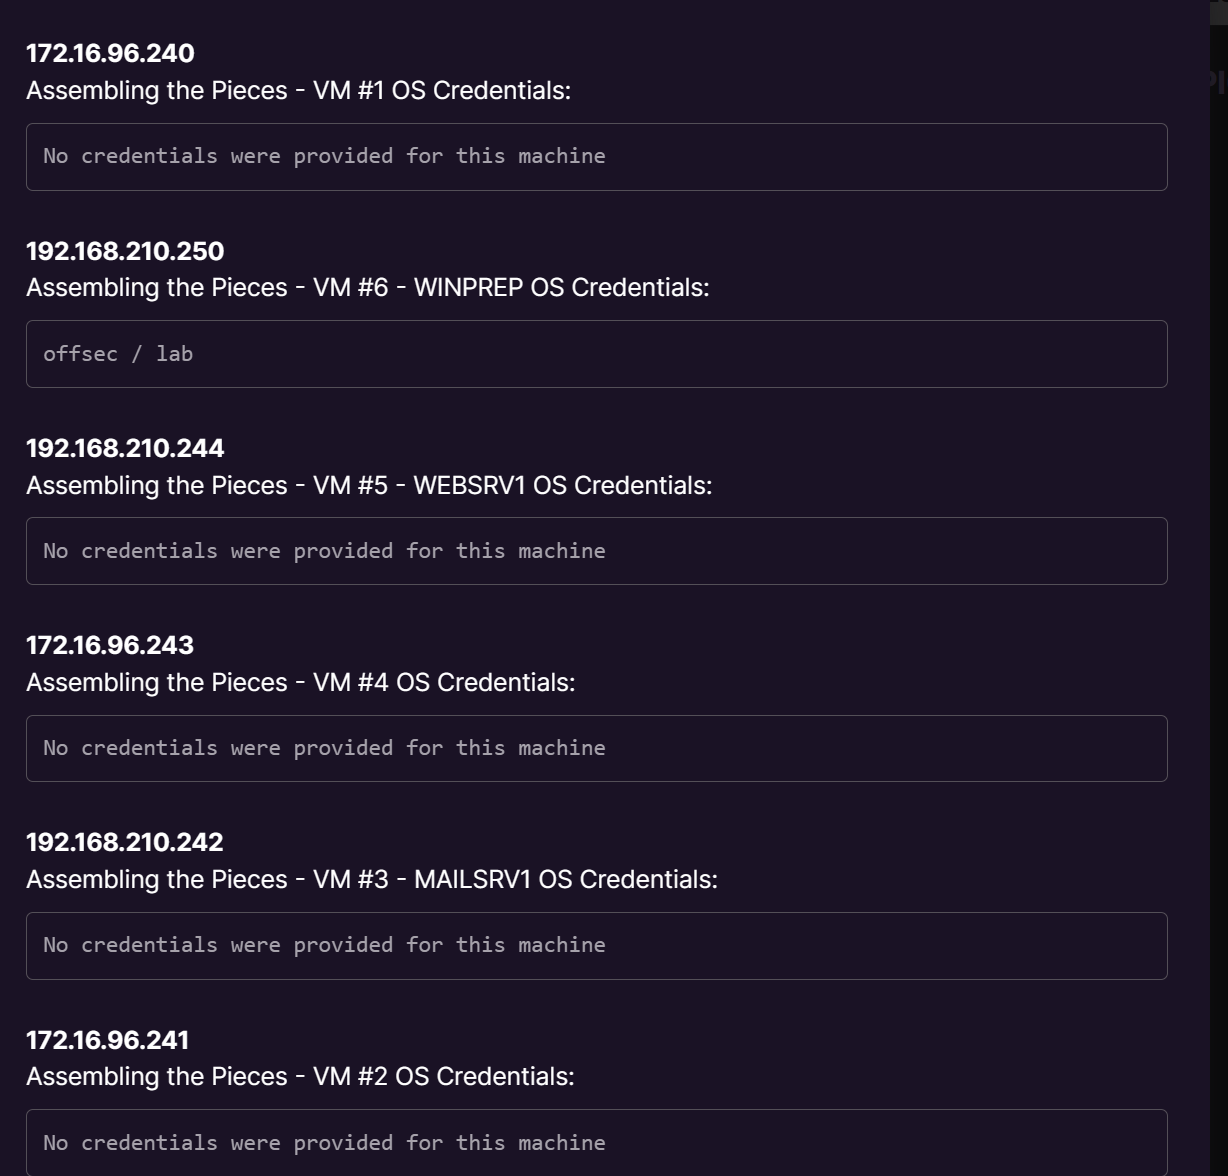 172.16.96.240
Assembling the Pieces - VM #1 OS Credentials:
No credentials were provided for this machine
192.168.210.250
Assembling the Pieces - VM #6 - WINPREP OS Credentials:
offsec / lab
192.168.210.244
Assembling the Pieces - VM #5 - WEBSRV1 OS Credentials:
No credentials were provided for this machine
172.16.96.243
Assembling the Pieces - VM #4 OS Credentials:
No credentials were provided for this machine
192.168.210.242
Assembling the Pieces - VM #3 - MAILSRV1 OS Credentials:
No credentials were provided for this machine
172.16.96.241
Assembling the Pieces - VM #2 OS Credentials:
No credentials were provided for this machine